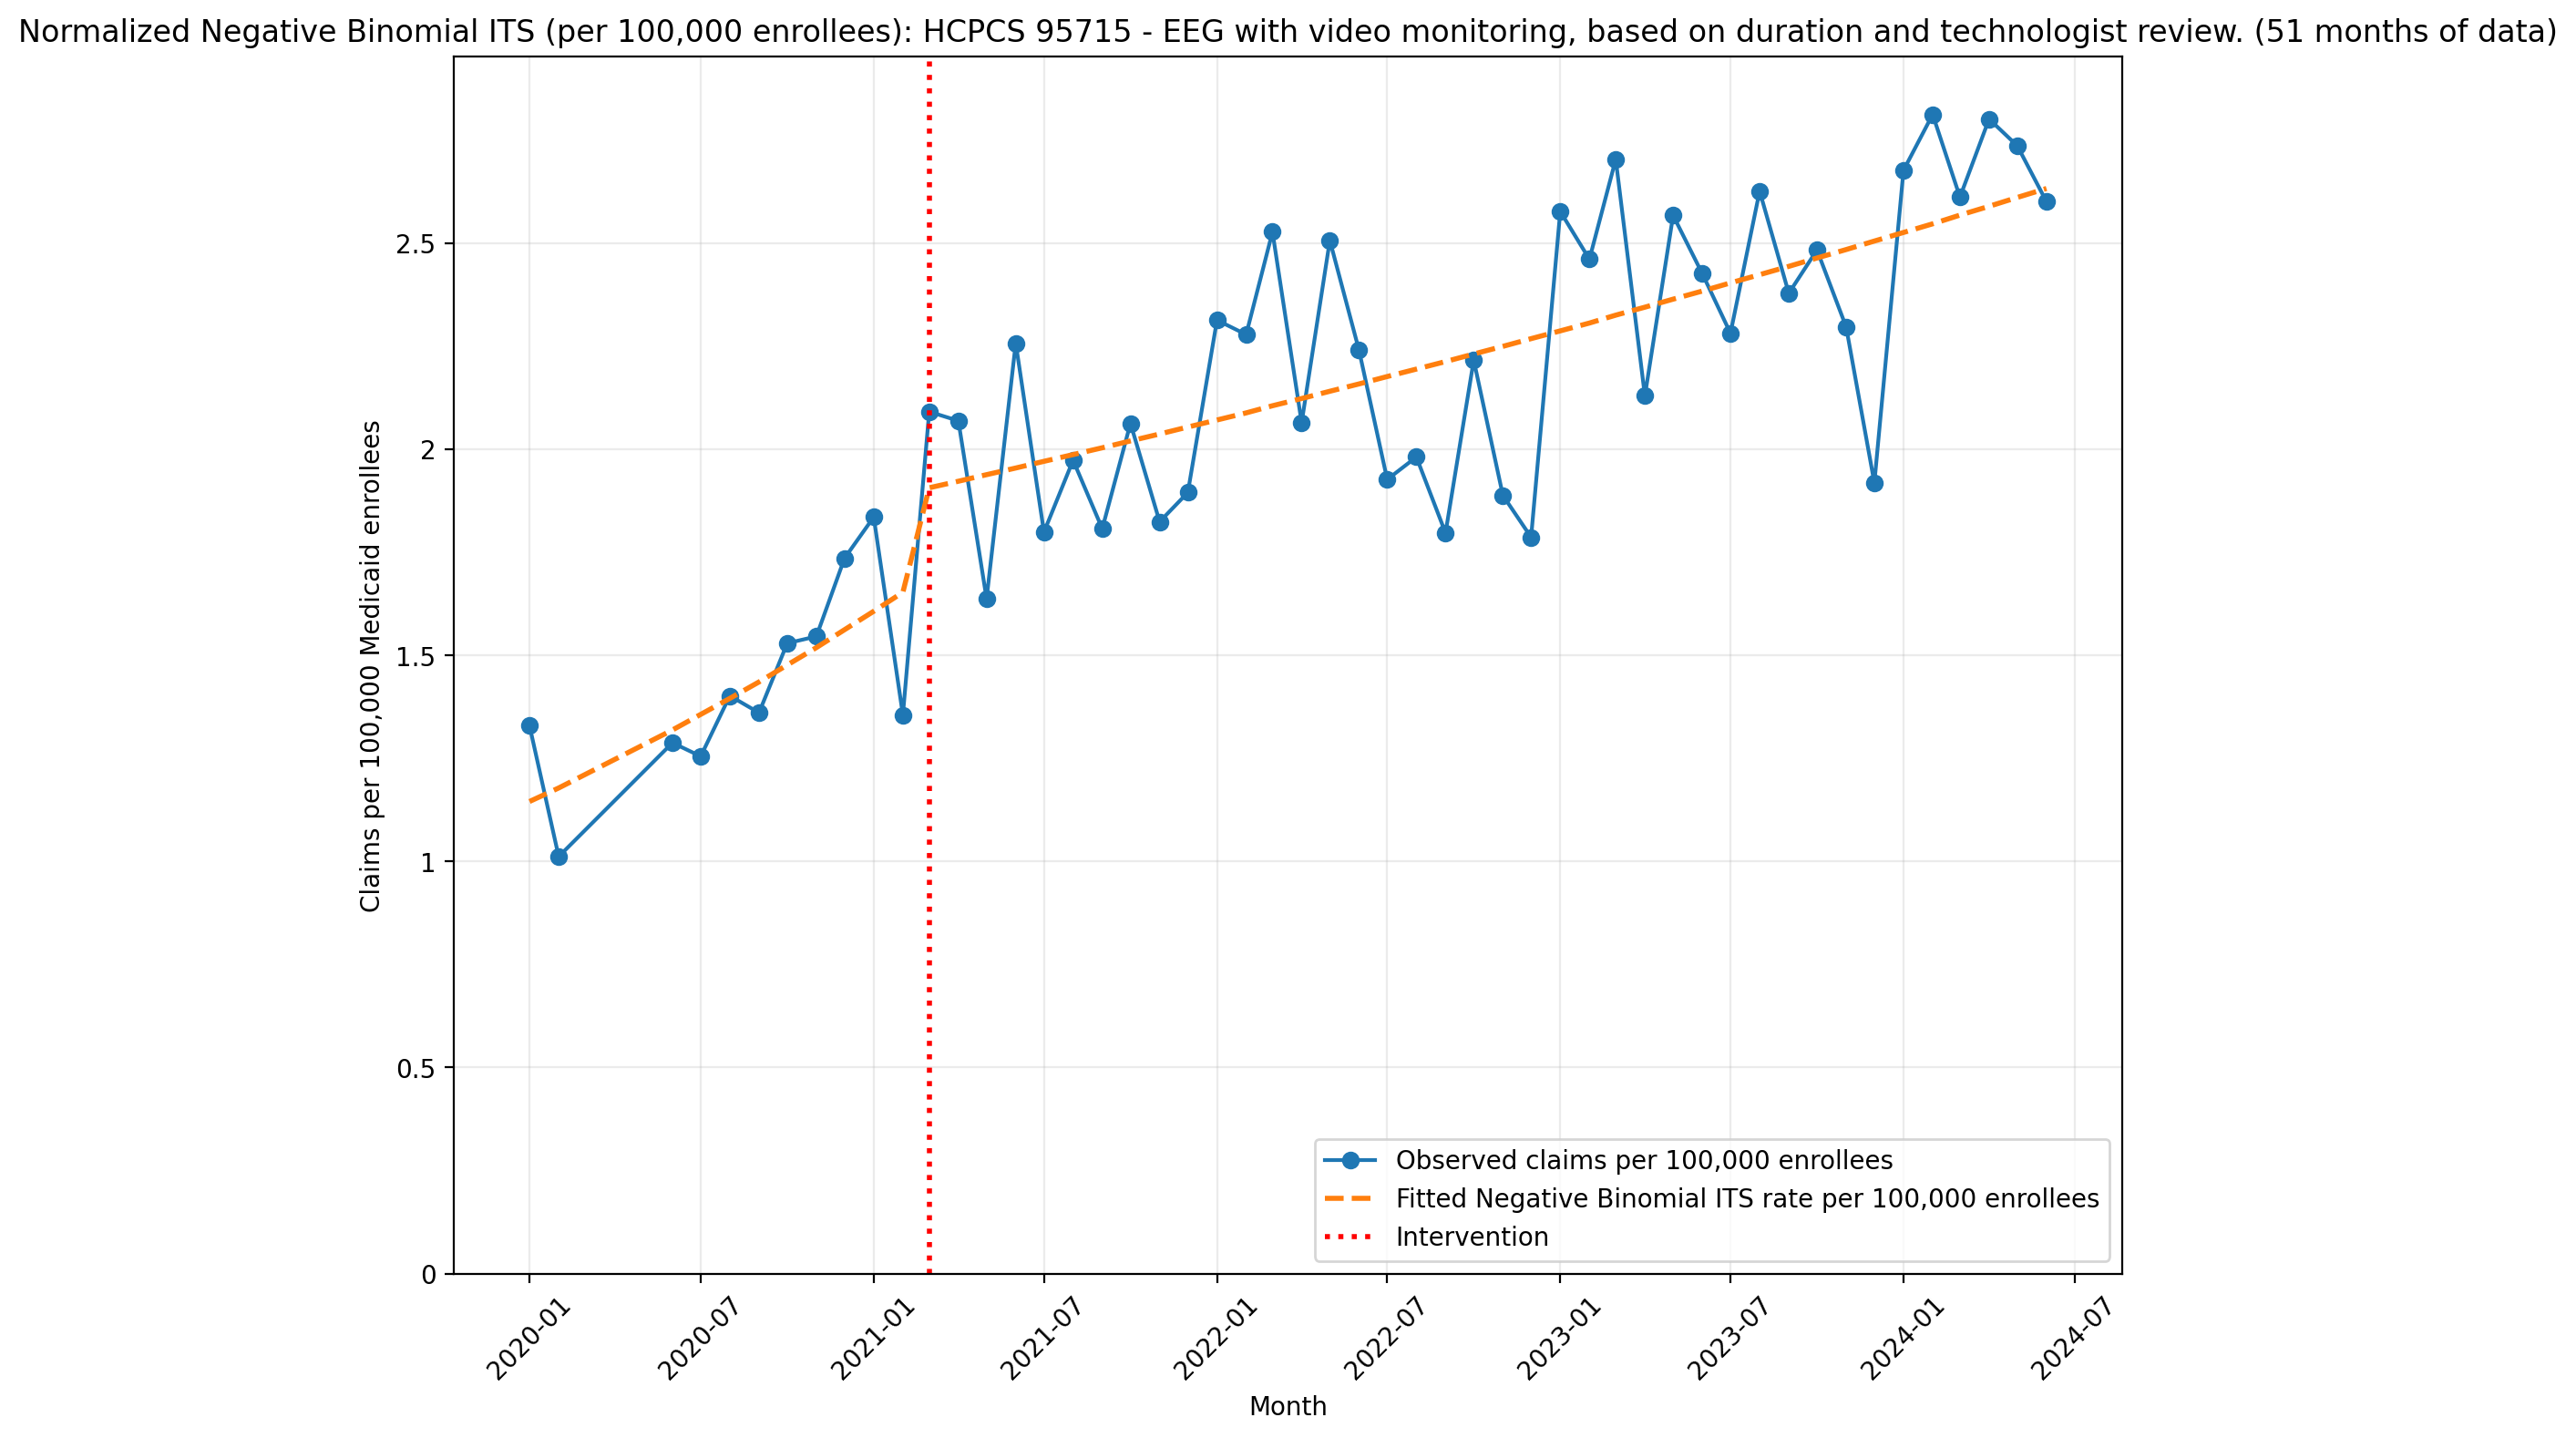 Normalized Negative Binomial ITS (per 100,000 enrollees): HCPCS 95715 - EEG with video monitoring, based on duration and technologist review. (51 months of data)
Claims per 100,000 Medicaid enrollees
2.5
2
1.5
1
0.5
0
Observed claims per 100,000 enrollees
Fitted Negative Binomial ITS rate per 100,000 enrollees
Intervention
2020-01
2020-07
2021-01
2021-07
2022-01
2022-07
2023-01
2023-07
2024-01
2024-07
Month